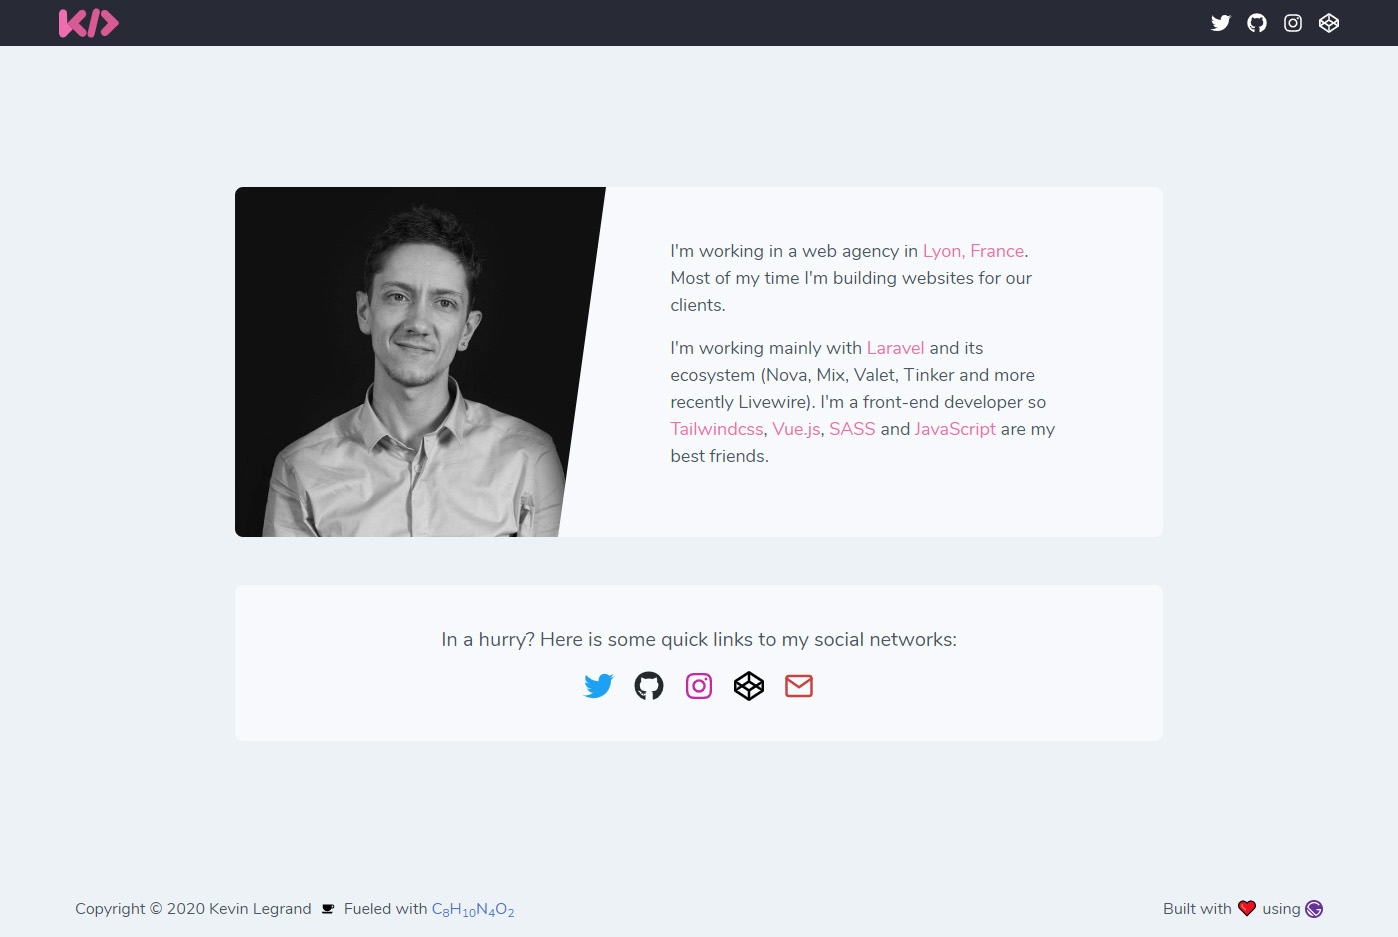 I'm working in a web agency in Lyon, France.
Most of my time I'm building websites for our
clients.
I'm working mainly with Laravel and its
ecosystem (Nova, Mix, Valet, Tinker and more
recently Livewire). I'm a front-end developer so
Tailwindcss, Vue.js, SASS and JavaScript are my
best friends.
In a hurry? Here is some quick links to my social networks:
Copyright © 2020 Kevin Legrand Fueled with C₈H₁₀N₄O₂
Built with ❤ using